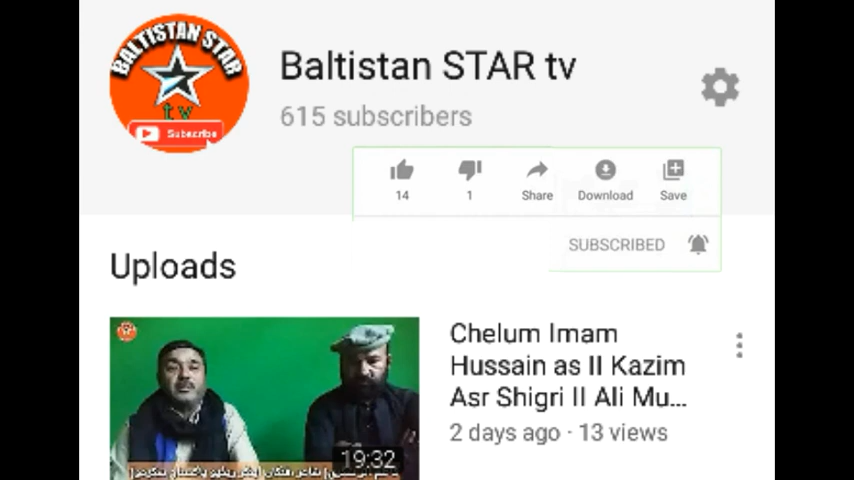 BALTISTAN STAR
tv
Subscribe
Baltistan STAR tv
615 subscribers
14
1
Share
Download
Save
SUBSCRIBED
Uploads
19:32
Chelum Imam
Hussain as II Kazim
Asr Shigri II Ali Mu...
2 days ago · 13 views